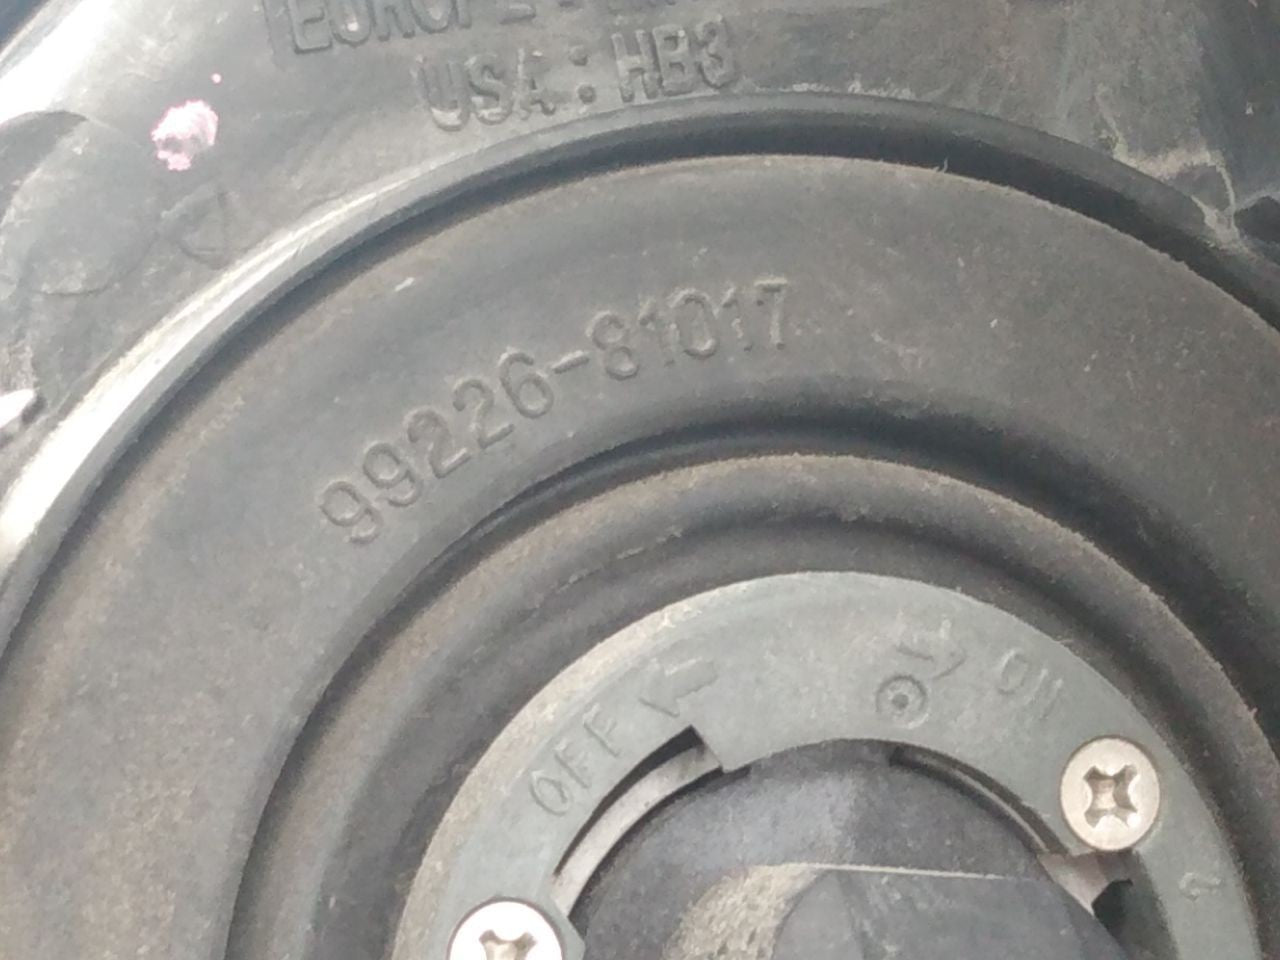 USA : HB3
99226-81017
OFF
ON